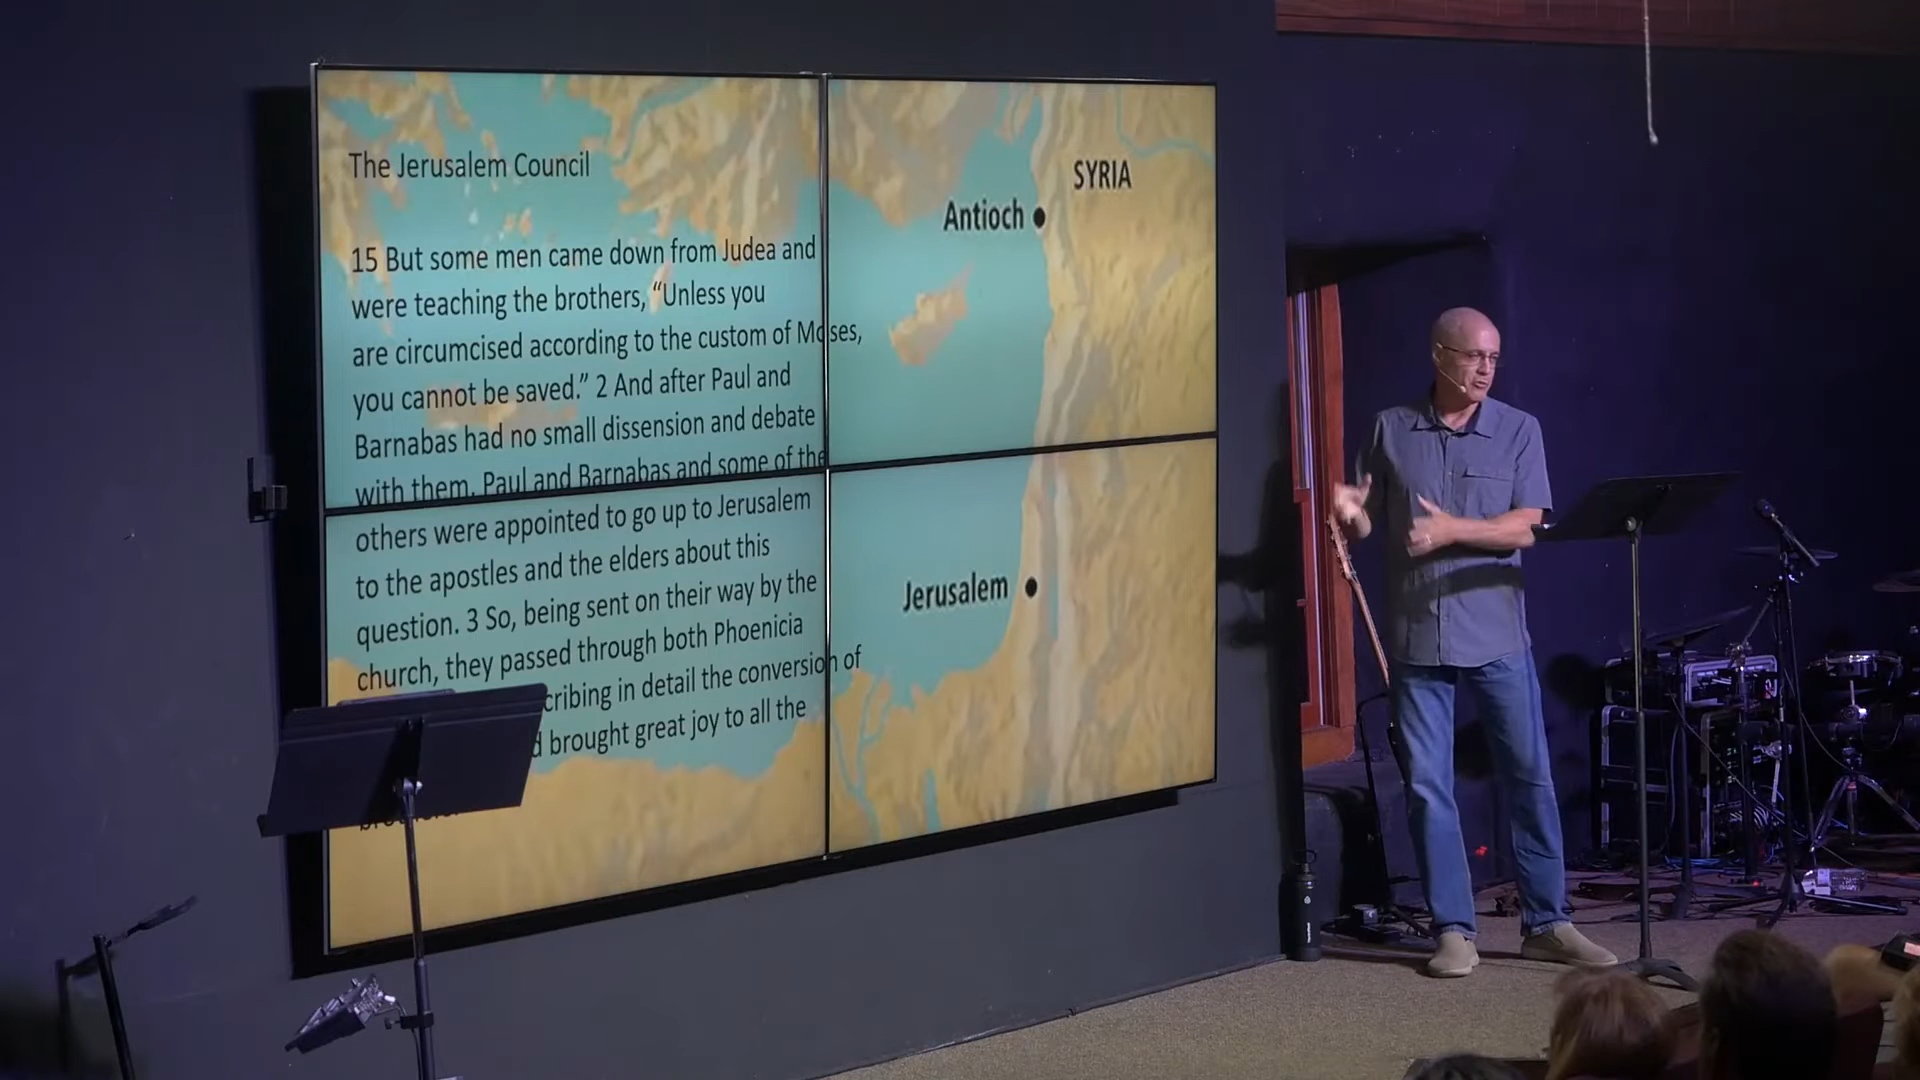 The Jerusalem Council
15 But some men came down from Judea and
were teaching the brothers, “Unless you
are circumcised according to the custom of Moses,
you cannot be saved.” 2 And after Paul and
Barnabas had no small dissension and debate
with them, Paul and Barnabas and some of the
others were appointed to go up to Jerusalem
to the apostles and the elders about this
question. 3 So, being sent on their way by the
church, they passed through both Phoenicia
cribing in detail the conversion of
d brought great joy to all the
SYRIA
Antioch
Jerusalem